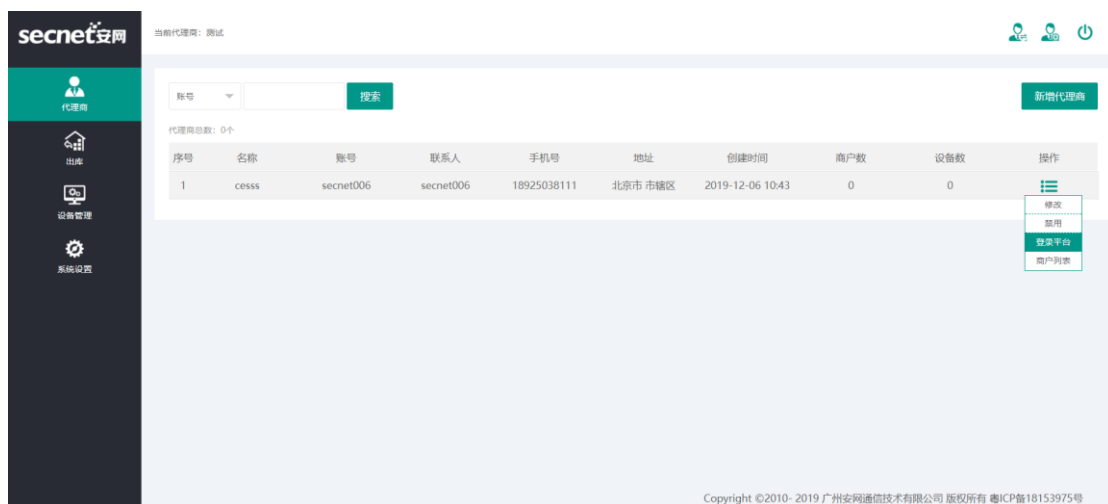 secnet安网
当前代理商：测试
代理商
出库
设备管理
系统设置
账号 搜索 新增代理商
代理商总数：0个
序号 名称 账号 联系人 手机号 地址 创建时间 商户数 设备数 操作
1 cesss secnet006 secnet006 18925038111 北京市 市辖区 2019-12-06 10:43 0 0
修改
禁用
登录平台
商户列表
Copyright ©2010- 2019 广州安网通信技术有限公司 版权所有 粤ICP备18153975号